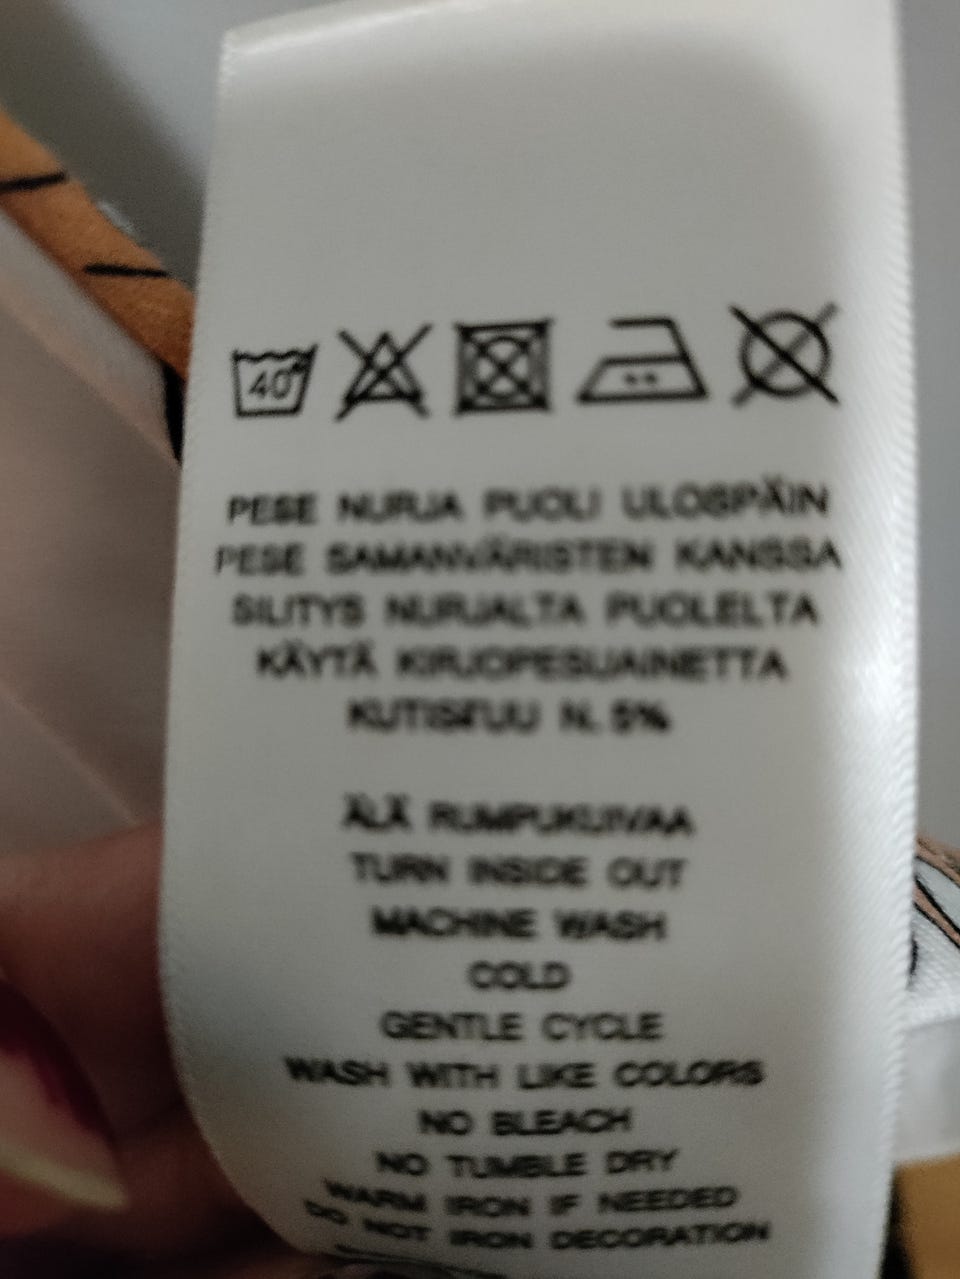 40°
PESE NURJA PUOLI ULOSPÄIN
PESE SAMANVÄRISTEN KANSSA
SILITYS NURJALTA PUOLELTA
KÄYTÄ KIRJOPESUAINETTA
KUTISTUU N. 5%
ÄLÄ RUMPUKUIVAA
TURN INSIDE OUT
MACHINE WASH
COLD
GENTLE CYCLE
WASH WITH LIKE COLORS
NO BLEACH
NO TUMBLE DRY
WARM IRON IF NEEDED
DO NOT IRON DECORATION